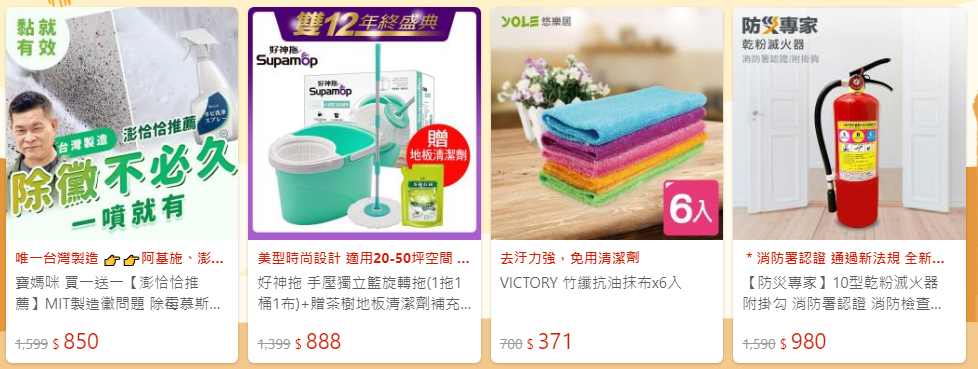 黏就
有效
澎恰恰推薦
台灣製造
除黴不必久
一噴就有
唯一台灣製造 👉👉阿基施、澎...
寶媽咪 買一送一【澎恰恰推
薦】MIT製造黴問題 除霉慕斯...
1,599 $ 850
雙12年終盛典
好神拖
Supamop
好神拖
Supamop
贈
地板清潔劑
美型時尚設計 適用20-50坪空間 ...
好神拖 手壓獨立籃旋轉拖(1拖1
桶1布)+贈茶樹地板清潔劑補充...
1,399 $ 888
YOLE 悠樂居
6入
去汙力強，免用清潔劑
VICTORY 竹纖抗油抹布x6入
700 $ 371
防災專家
乾粉滅火器
消防署認證/附掛鉤
A B C
＊消防署認證 通過新法規 全新...
【防災專家】10型乾粉滅火器
附掛勾 消防署認證 消防檢查...
1,590 $ 980